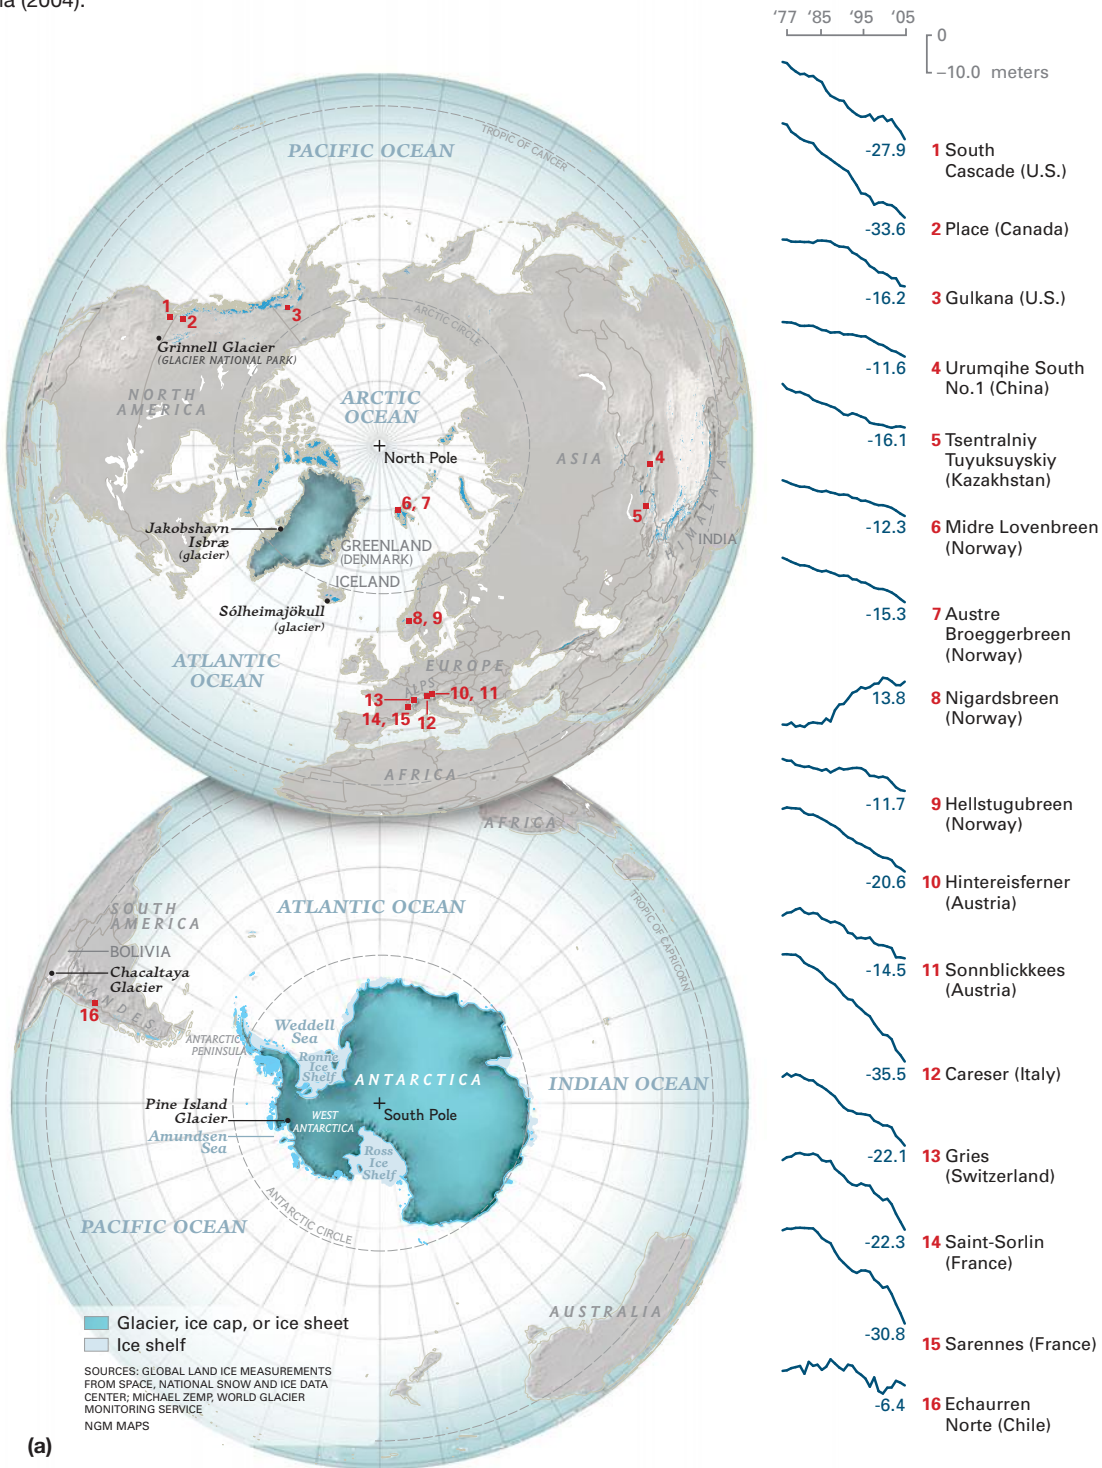 na (2004).
'77 '85 '95 '05
0
–10.0 meters
PACIFIC OCEAN
TROPIC OF CANCER
-27.9
1 South
Cascade (U.S.)
-33.6
2 Place (Canada)
-16.2
3 Gulkana (U.S.)
-11.6
4 Urumqihe South
No.1 (China)
-16.1
5 Tsentralniy
Tuyuksuyskiy
(Kazakhstan)
-12.3
6 Midre Lovenbreen
(Norway)
-15.3
7 Austre
Broeggerbreen
(Norway)
13.8
8 Nigardsbreen
(Norway)
-11.7
9 Hellstugubreen
(Norway)
-20.6
10 Hintereisferner
(Austria)
-14.5
11 Sonnblickkees
(Austria)
-35.5
12 Careser (Italy)
-22.1
13 Gries
(Switzerland)
-22.3
14 Saint-Sorlin
(France)
-30.8
15 Sarennes (France)
-6.4
16 Echaurren
Norte (Chile)
1
2
3
Grinnell Glacier
(GLACIER NATIONAL PARK)
ARCTIC CIRCLE
NORTH
AMERICA
ARCTIC
OCEAN
North Pole
ASIA
4
5
HIMALAYA
INDIA
6, 7
Jakobshavn
Isbræ
(glacier)
GREENLAND
(DENMARK)
ICELAND
Sólheimajökull
(glacier)
8, 9
ATLANTIC
OCEAN
EUROPE
ALPS
10, 11
13
14, 15
12
AFRICA
AFRICA
SOUTH
AMERICA
ATLANTIC OCEAN
TROPIC OF CAPRICORN
BOLIVIA
Chacaltaya
Glacier
ANDES
16
ANTARCTIC
PENINSULA
Weddell
Sea
Ronne
Ice
Shelf
ANTARCTICA
INDIAN OCEAN
Pine Island
Glacier
WEST
ANTARCTICA
South Pole
Amundsen
Sea
Ross
Ice
Shelf
ANTARCTIC CIRCLE
PACIFIC OCEAN
AUSTRALIA
Glacier, ice cap, or ice sheet
Ice shelf
SOURCES: GLOBAL LAND ICE MEASUREMENTS
FROM SPACE, NATIONAL SNOW AND ICE DATA
CENTER; MICHAEL ZEMP, WORLD GLACIER
MONITORING SERVICE
NGM MAPS
(a)